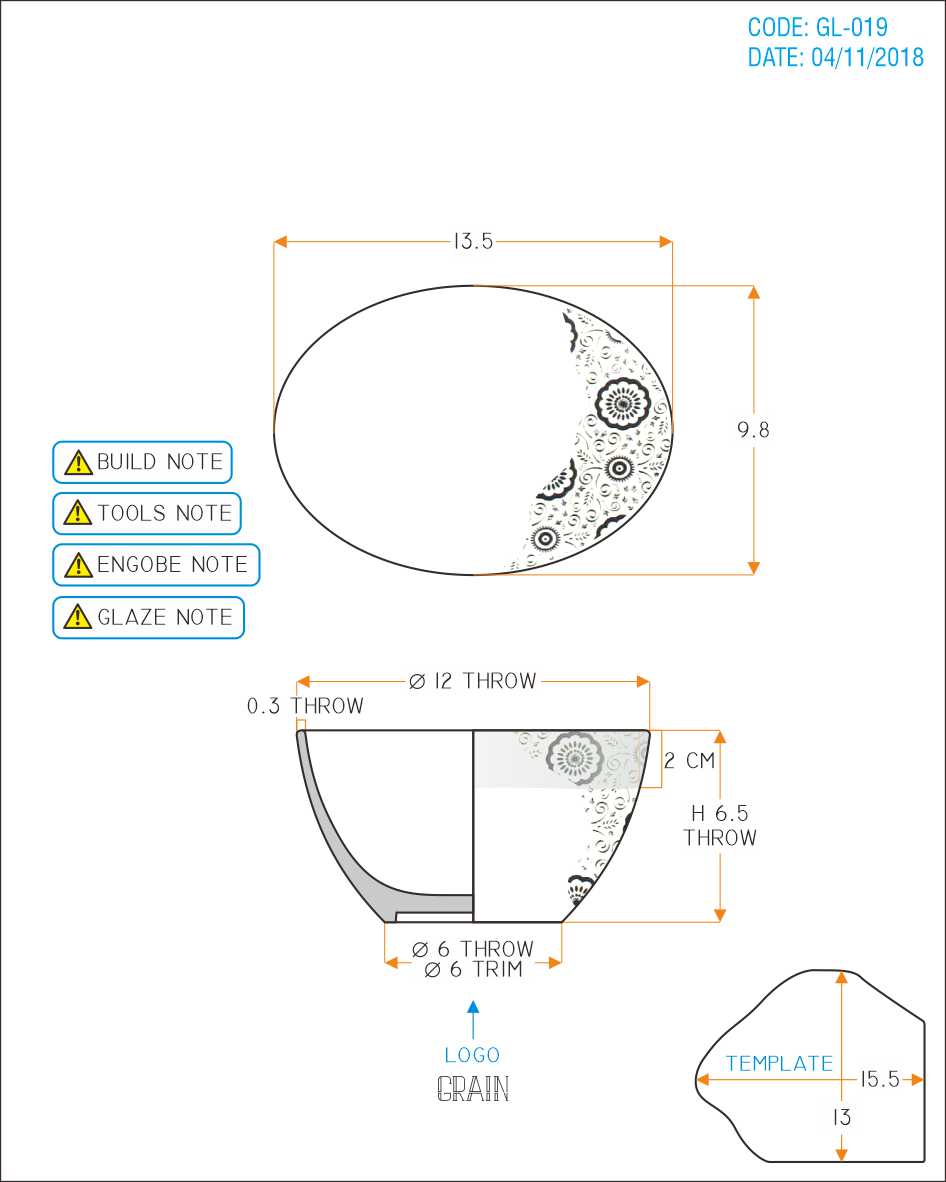 CODE: GL-019
DATE: 04/11/2018
13.5
9.8
BUILD NOTE
TOOLS NOTE
ENGOBE NOTE
GLAZE NOTE
Ø 12 THROW
0.3 THROW
2 CM
H 6.5
THROW
Ø 6 THROW
Ø 6 TRIM
LOGO
GRAIN
TEMPLATE
15.5
13